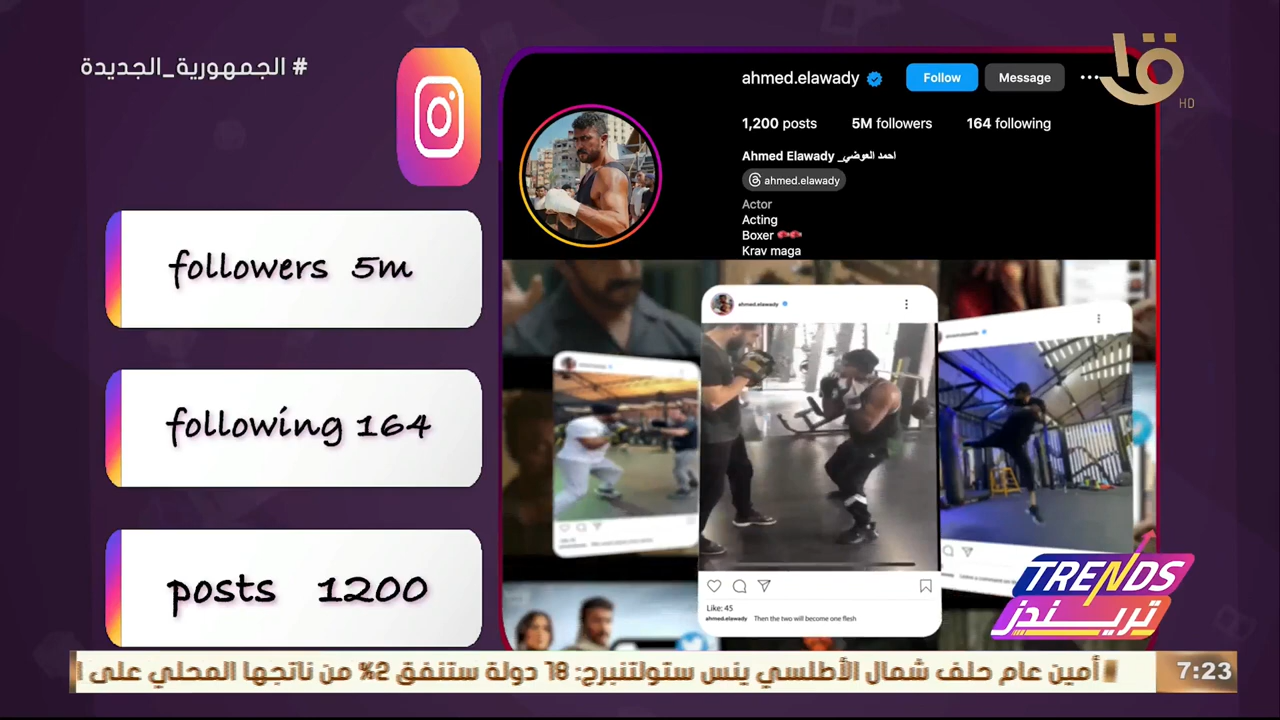 # الجمهورية_الجديدة
HD
ahmed.elawady
Follow
Message
1,200 posts
5M followers
164 following
Ahmed Elawady _احمد العوضي
ahmed.elawady
Actor
Acting
Boxer
Krav maga
followers 5m
following 164
posts 1200
ahmed.elawady
Like: 45
ahmed.elawady Then the two will become one flesh
TRENDS
تريندز
أمين عام حلف شمال الأطلسي ينس ستولتنبرج: 18 دولة ستنفق 2% من ناتجها المحلي على ا
7:23